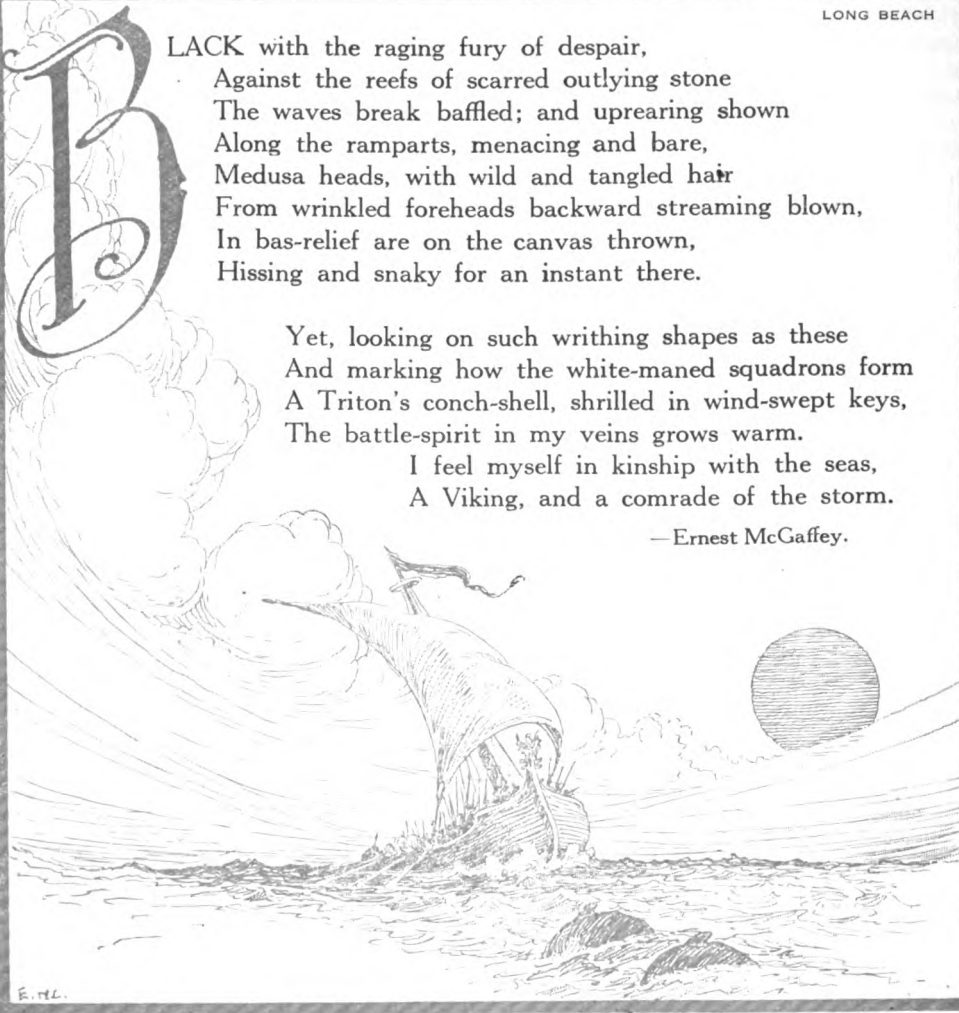 LONG BEACH
BLACK with the raging fury of despair,
Against the reefs of scarred outlying stone
The waves break baffled; and uprearing shown
Along the ramparts, menacing and bare,
Medusa heads, with wild and tangled hair
From wrinkled foreheads backward streaming blown,
In bas-relief are on the canvas thrown,
Hissing and snaky for an instant there.
Yet, looking on such writhing shapes as these
And marking how the white-maned squadrons form
A Triton's conch-shell, shrilled in wind-swept keys,
The battle-spirit in my veins grows warm.
I feel myself in kinship with the seas,
A Viking, and a comrade of the storm.
—Ernest McGaffey.